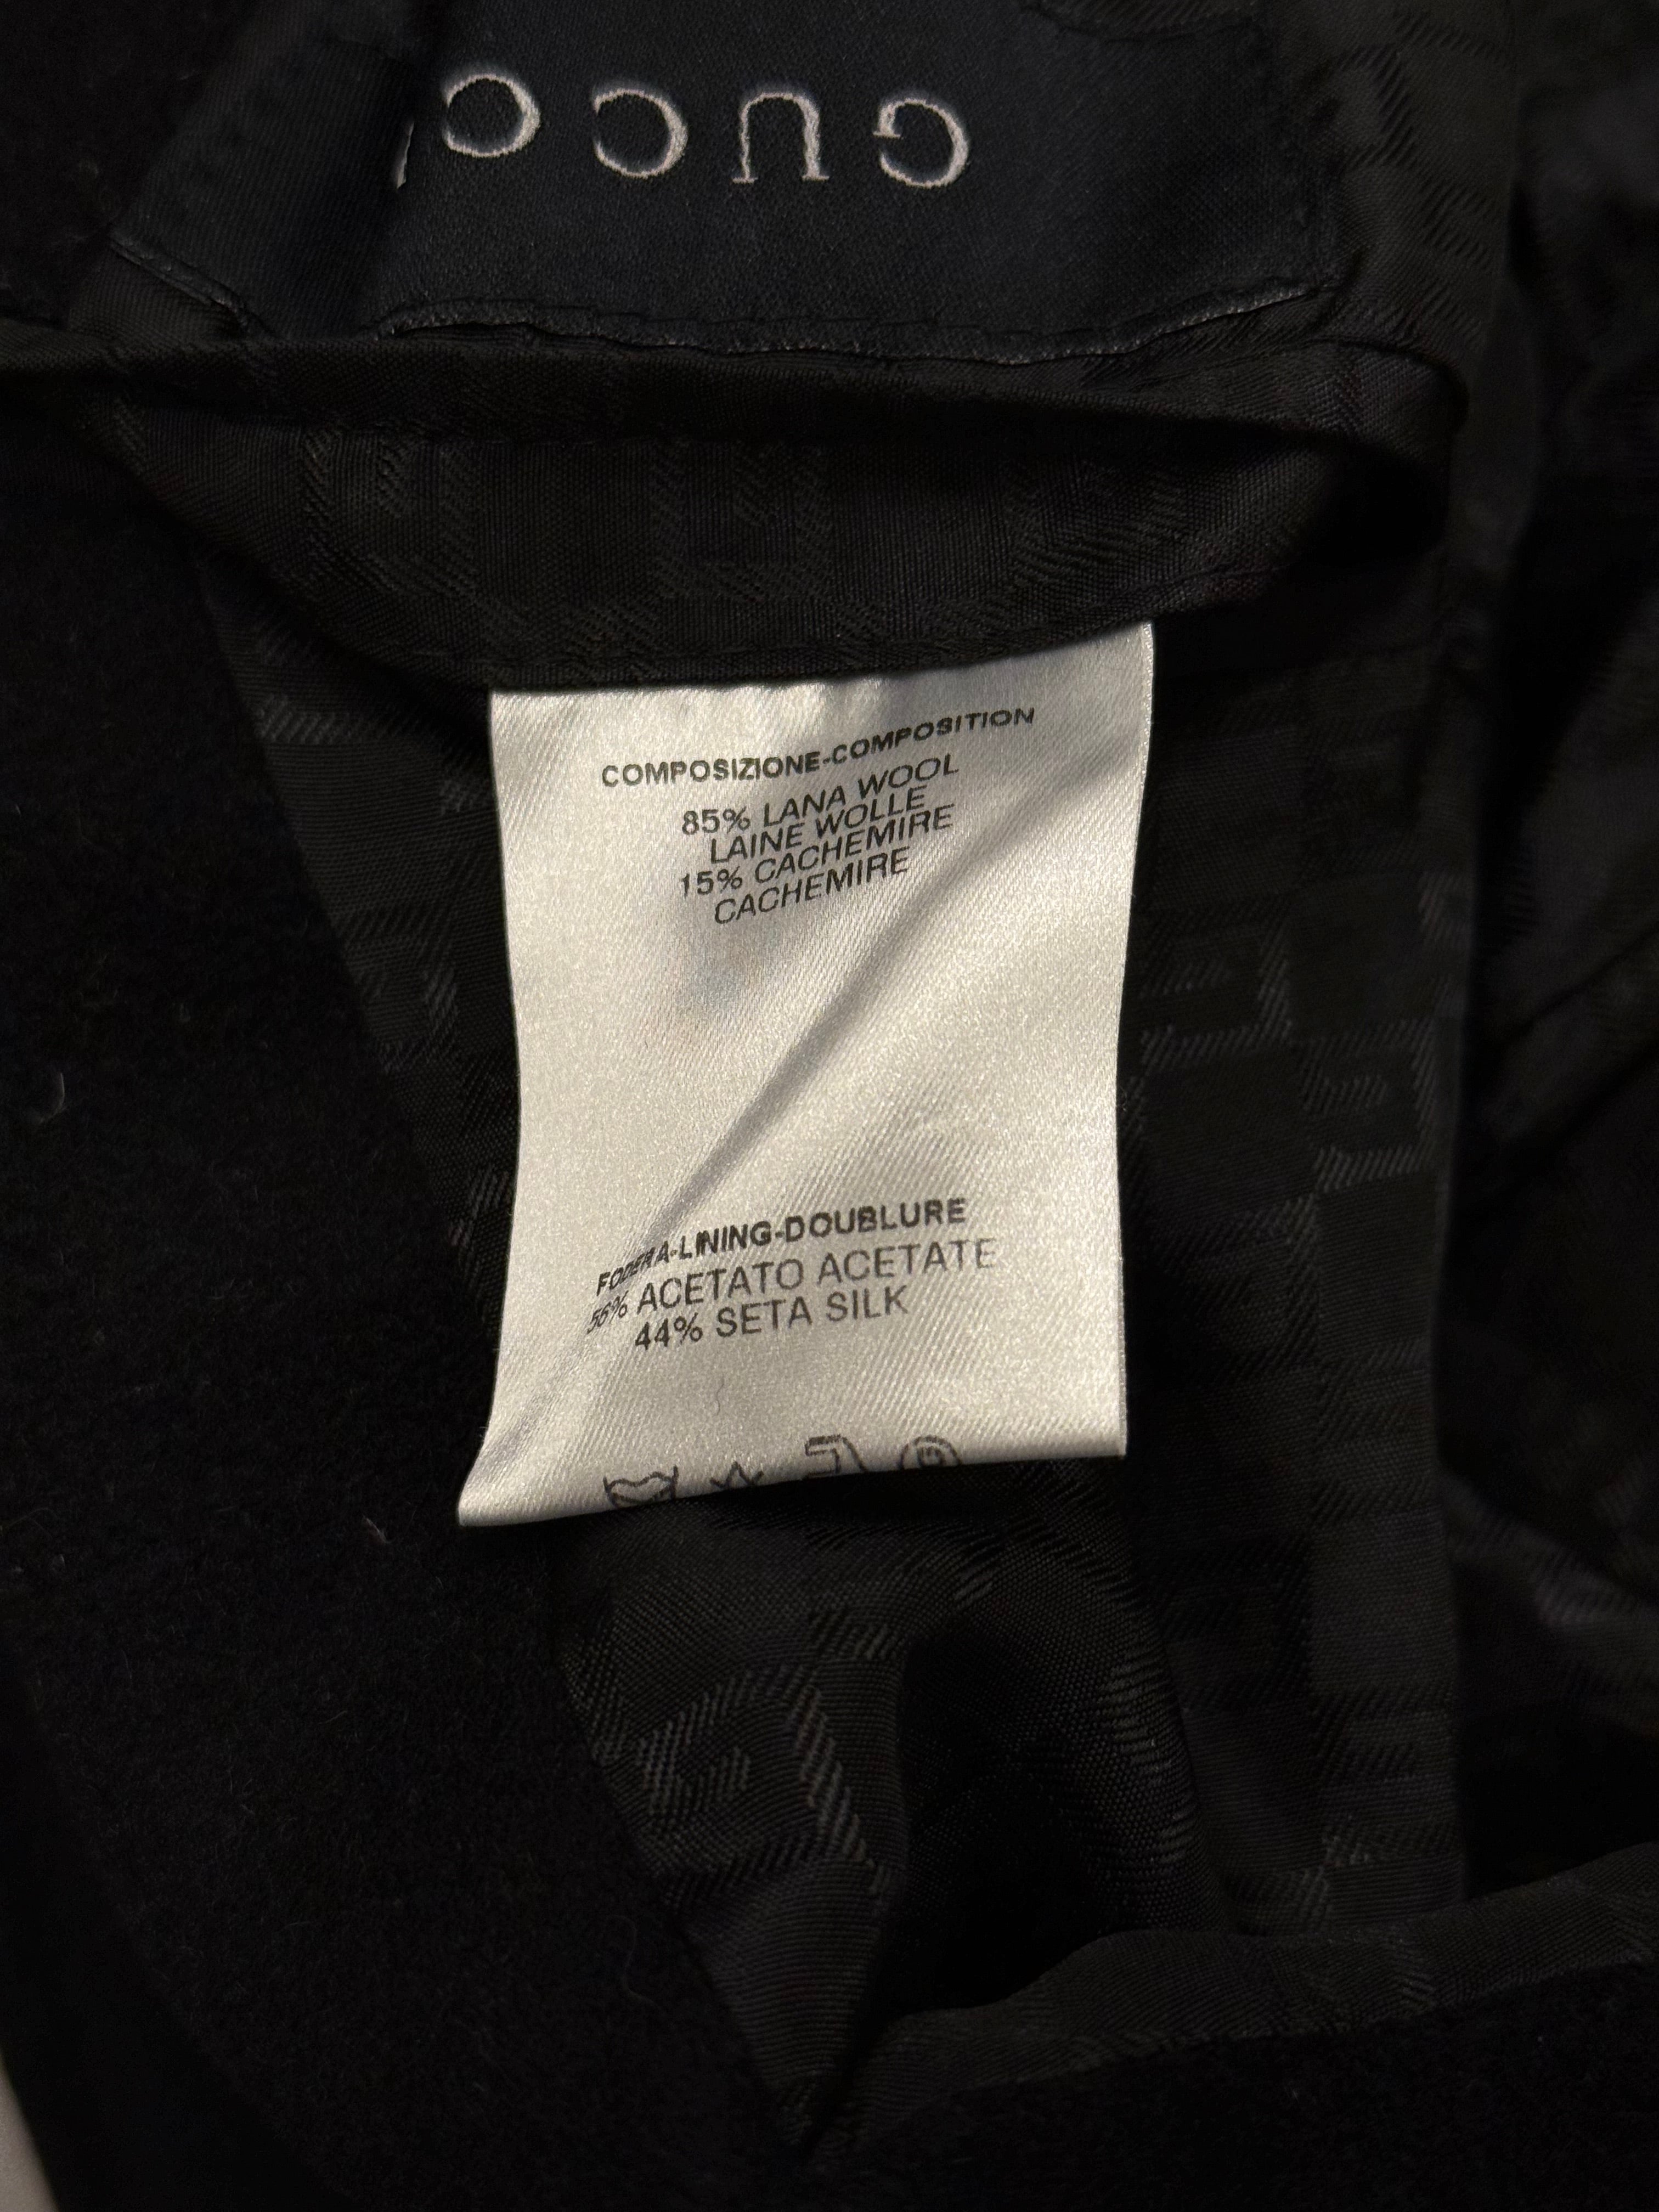 GUCCI
COMPOSIZIONE-COMPOSITION
85% LANA WOOL
LAINE WOLLE
15% CACHEMIRE
CACHEMIRE
FODERA-LINING-DOUBLURE
56% ACETATO ACETATE
44% SETA SILK